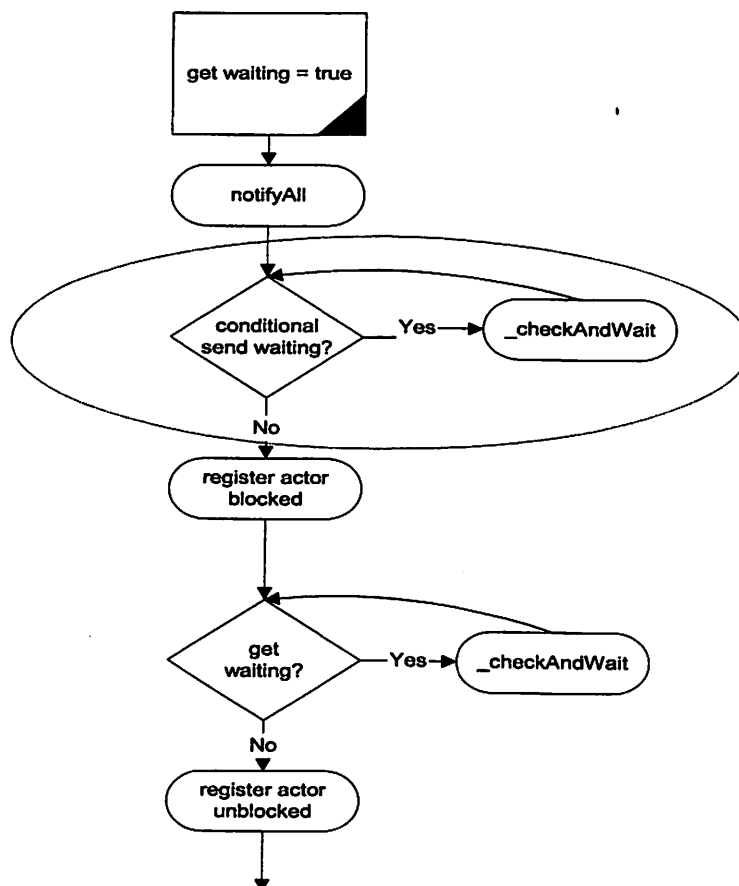 get waiting = true
notifyAll
conditional
send waiting?
Yes
_checkAndWait
No
register actor
blocked
get
waiting?
Yes
_checkAndWait
No
register actor
unblocked